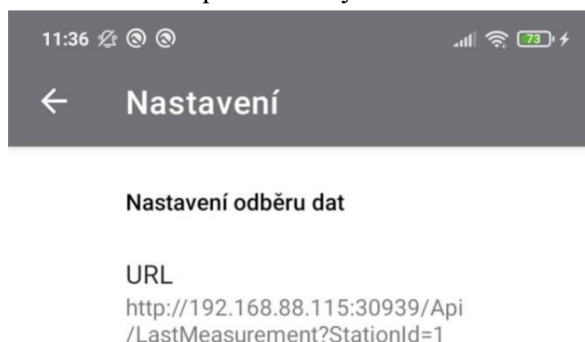 11:36
73
Nastavení
Nastavení odběru dat
URL
http://192.168.88.115:30939/Api
/LastMeasurement?StationId=1